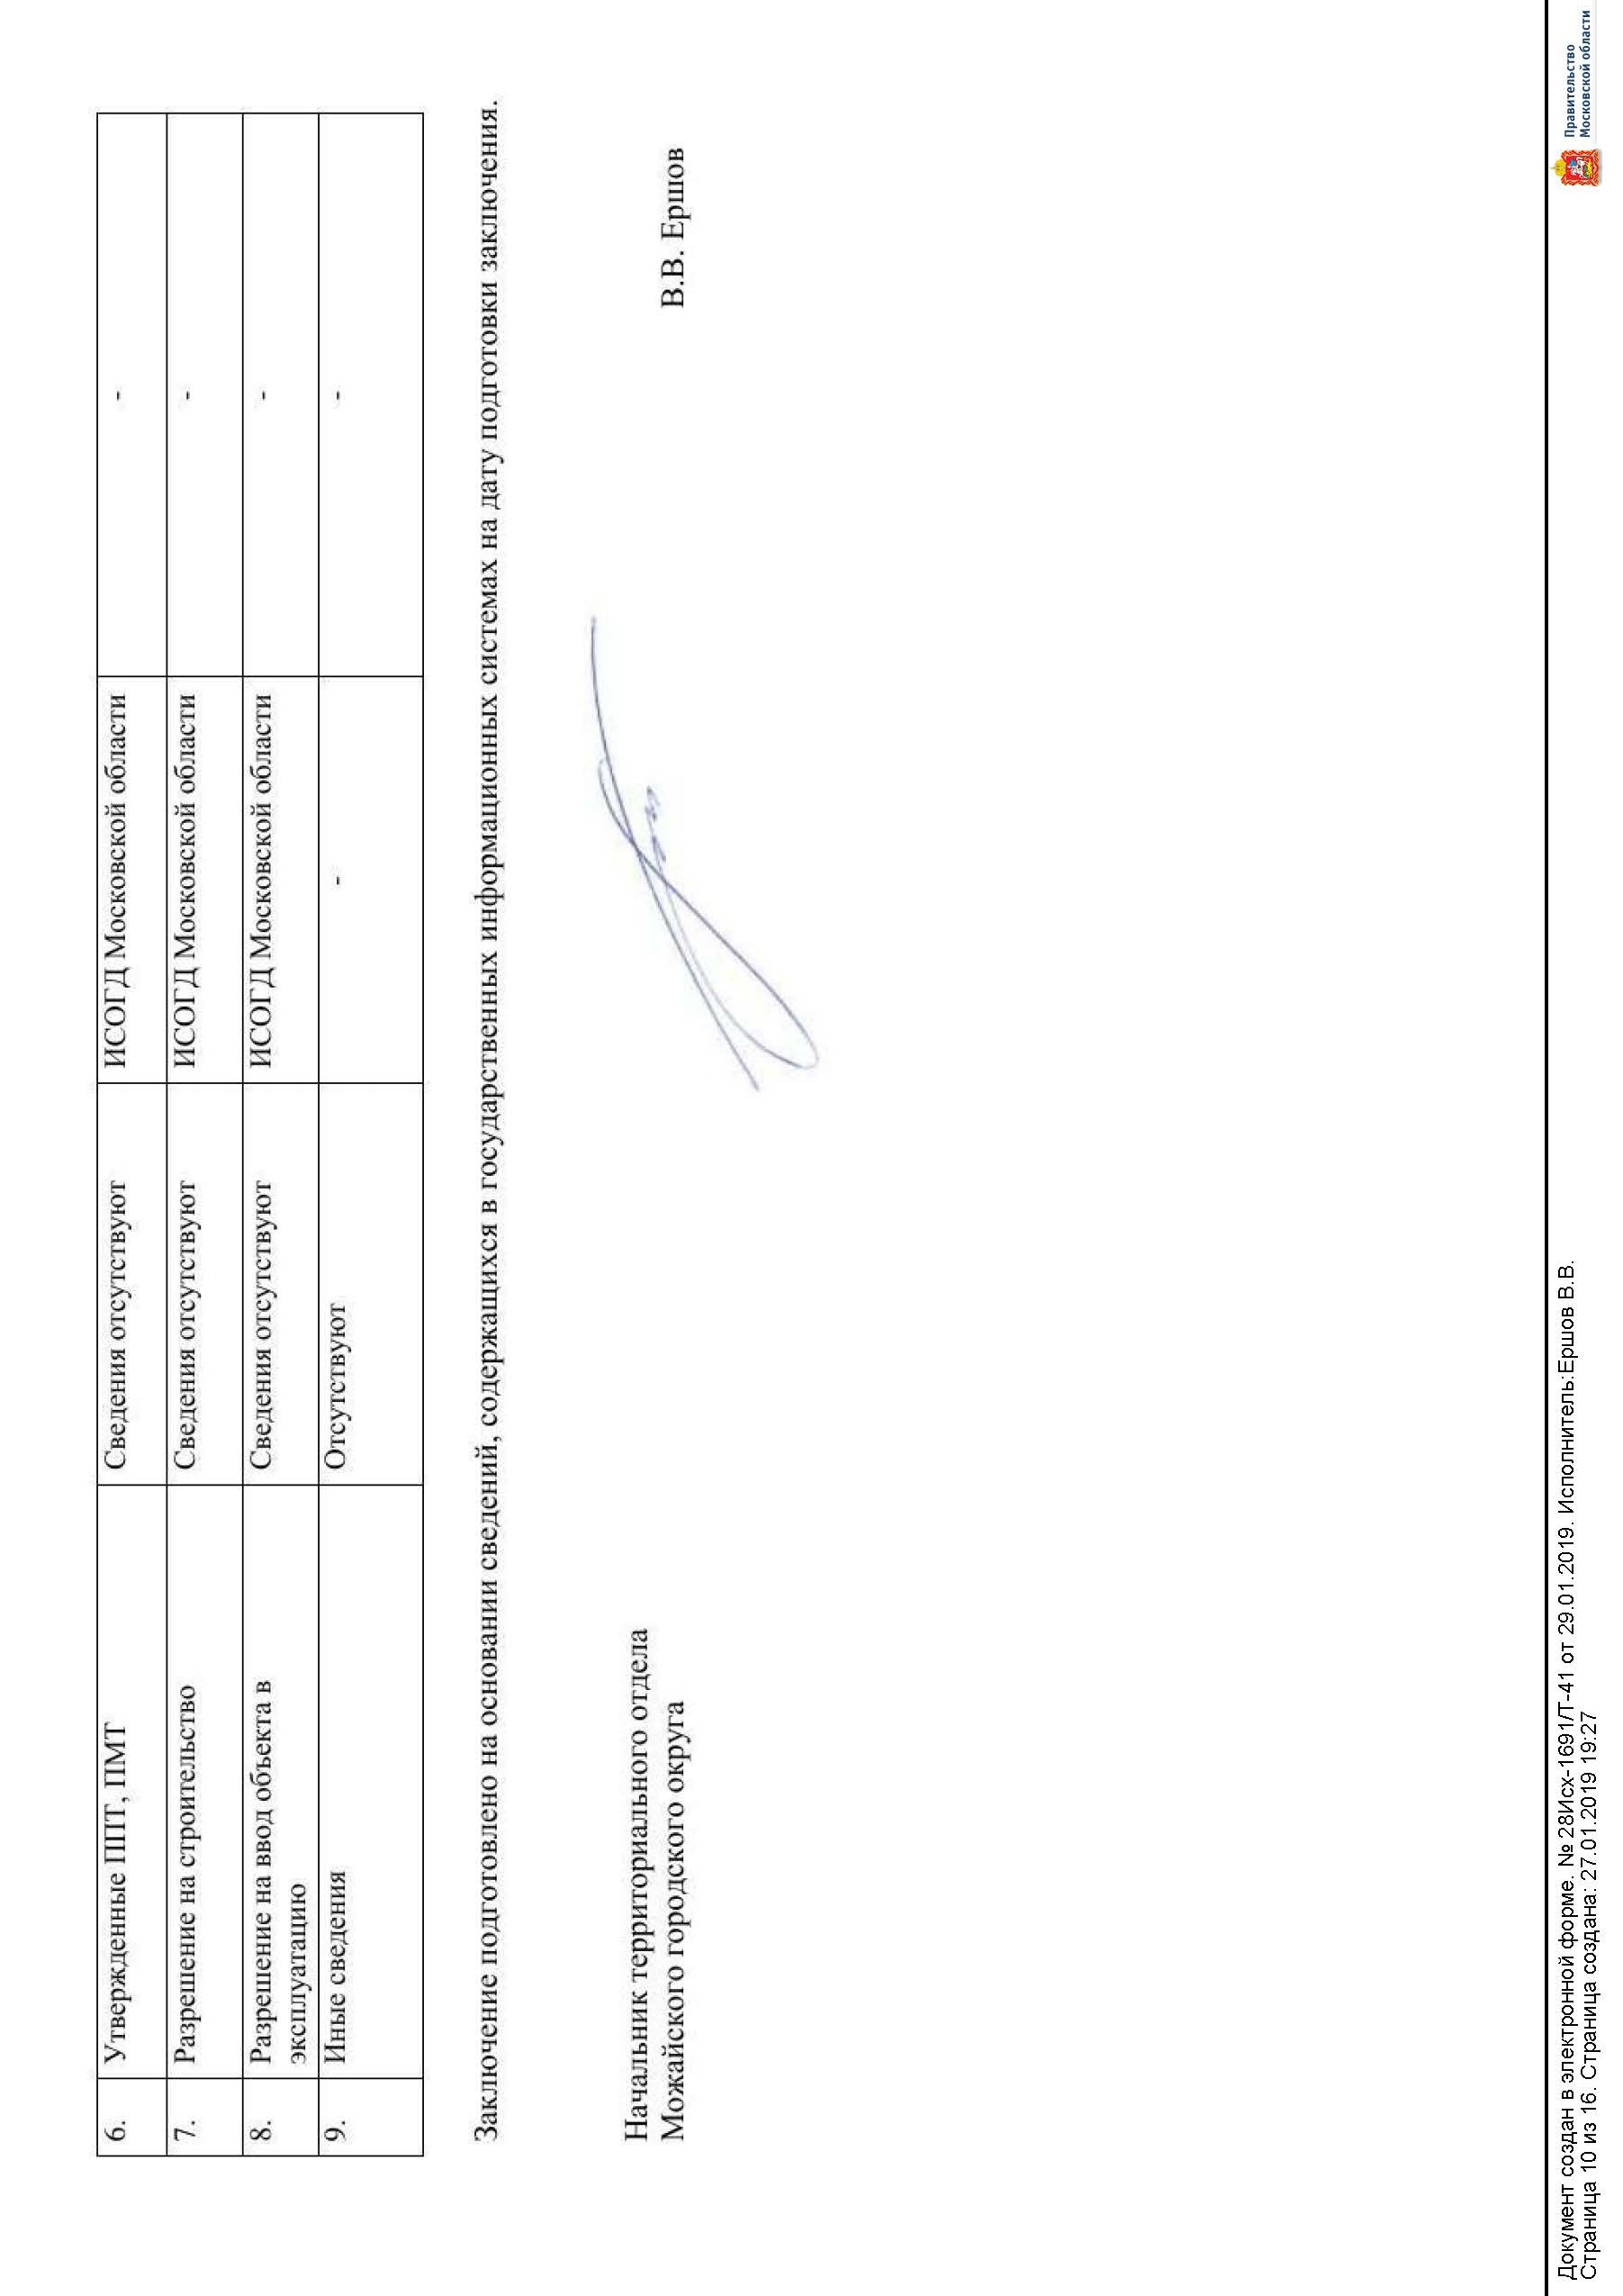 6. Утвержденные ППТ, ПМТ Сведения отсутствуют ИСОГД Московской области -
7. Разрешение на строительство Сведения отсутствуют ИСОГД Московской области -
8. Разрешение на ввод объекта в Сведения отсутствуют ИСОГД Московской области -
эксплуатацию
9. Иные сведения Отсутствуют - -
Заключение подготовлено на основании сведений, содержащихся в государственных информационных системах на дату подготовки заключения.
Начальник территориального отдела
Можайского городского округа В.В. Ершов
Документ создан в электронной форме. № 28Исх-1691/Т-41 от 29.01.2019. Исполнитель:Ершов В.В.
Страница 10 из 16. Страница создана: 27.01.2019 19:27
Правительство
Московской области